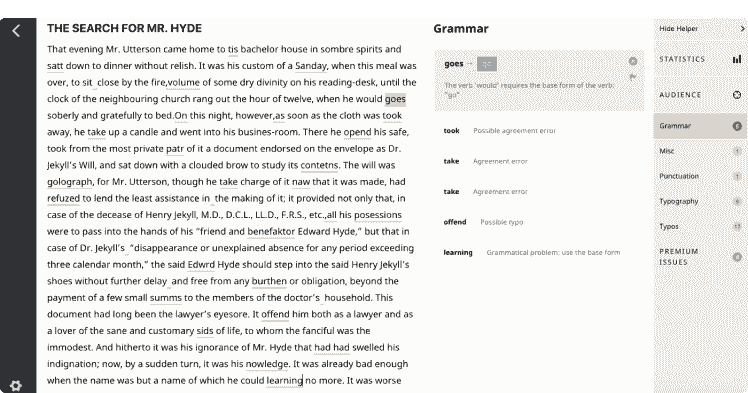 THE SEARCH FOR MR. HYDE
That evening Mr. Utterson came home to tis bachelor house in sombre spirits and
satt down to dinner without relish. It was his custom of a Sanday, when this meal was
over, to sit  close by the fire,volume of some dry divinity on his reading-desk, until the
clock of the neighbouring church rang out the hour of twelve, when he would goes
soberly and gratefully to bed.On this night, however,as soon as the cloth was took
away, he take up a candle and went into his busines-room. There he opend his safe,
took from the most private patr of it a document endorsed on the envelope as Dr.
Jekyll's Will, and sat down with a clouded brow to study its contetns. The will was
golograph, for Mr. Utterson, though he take charge of it naw that it was made, had
refuzed to lend the least assistance in  the making of it; it provided not only that, in
case of the decease of Henry Jekyll, M.D., D.C.L., LL.D., F.R.S., etc.,all his posessions
were to pass into the hands of his "friend and benefaktor Edward Hyde," but that in
case of Dr. Jekyll's  "disappearance or unexplained absence for any period exceeding
three calendar month," the said Edwrd Hyde should step into the said Henry Jekyll's
shoes without further delay  and free from any burthen or obligation, beyond the
payment of a few small summs to the members of the doctor's  household. This
document had long been the lawyer's eyesore. It offend him both as a lawyer and as
a lover of the sane and customary sids of life, to whom the fanciful was the
immodest. And hitherto it was his ignorance of Mr. Hyde that had had swelled his
indignation; now, by a sudden turn, it was his nowledge. It was already bad enough
when the name was but a name of which he could learning no more. It was worse
Grammar
goes → go
The verb 'would' requires the base form of the verb:
"go"
took Possible agreement error
take Agreement error
take Agreement error
offend Possible typo
learning Grammatical problem: use the base form
Hide Helper
STATISTICS
AUDIENCE
Grammar
Misc
Punctuation
Typography
Typos
PREMIUM
ISSUES